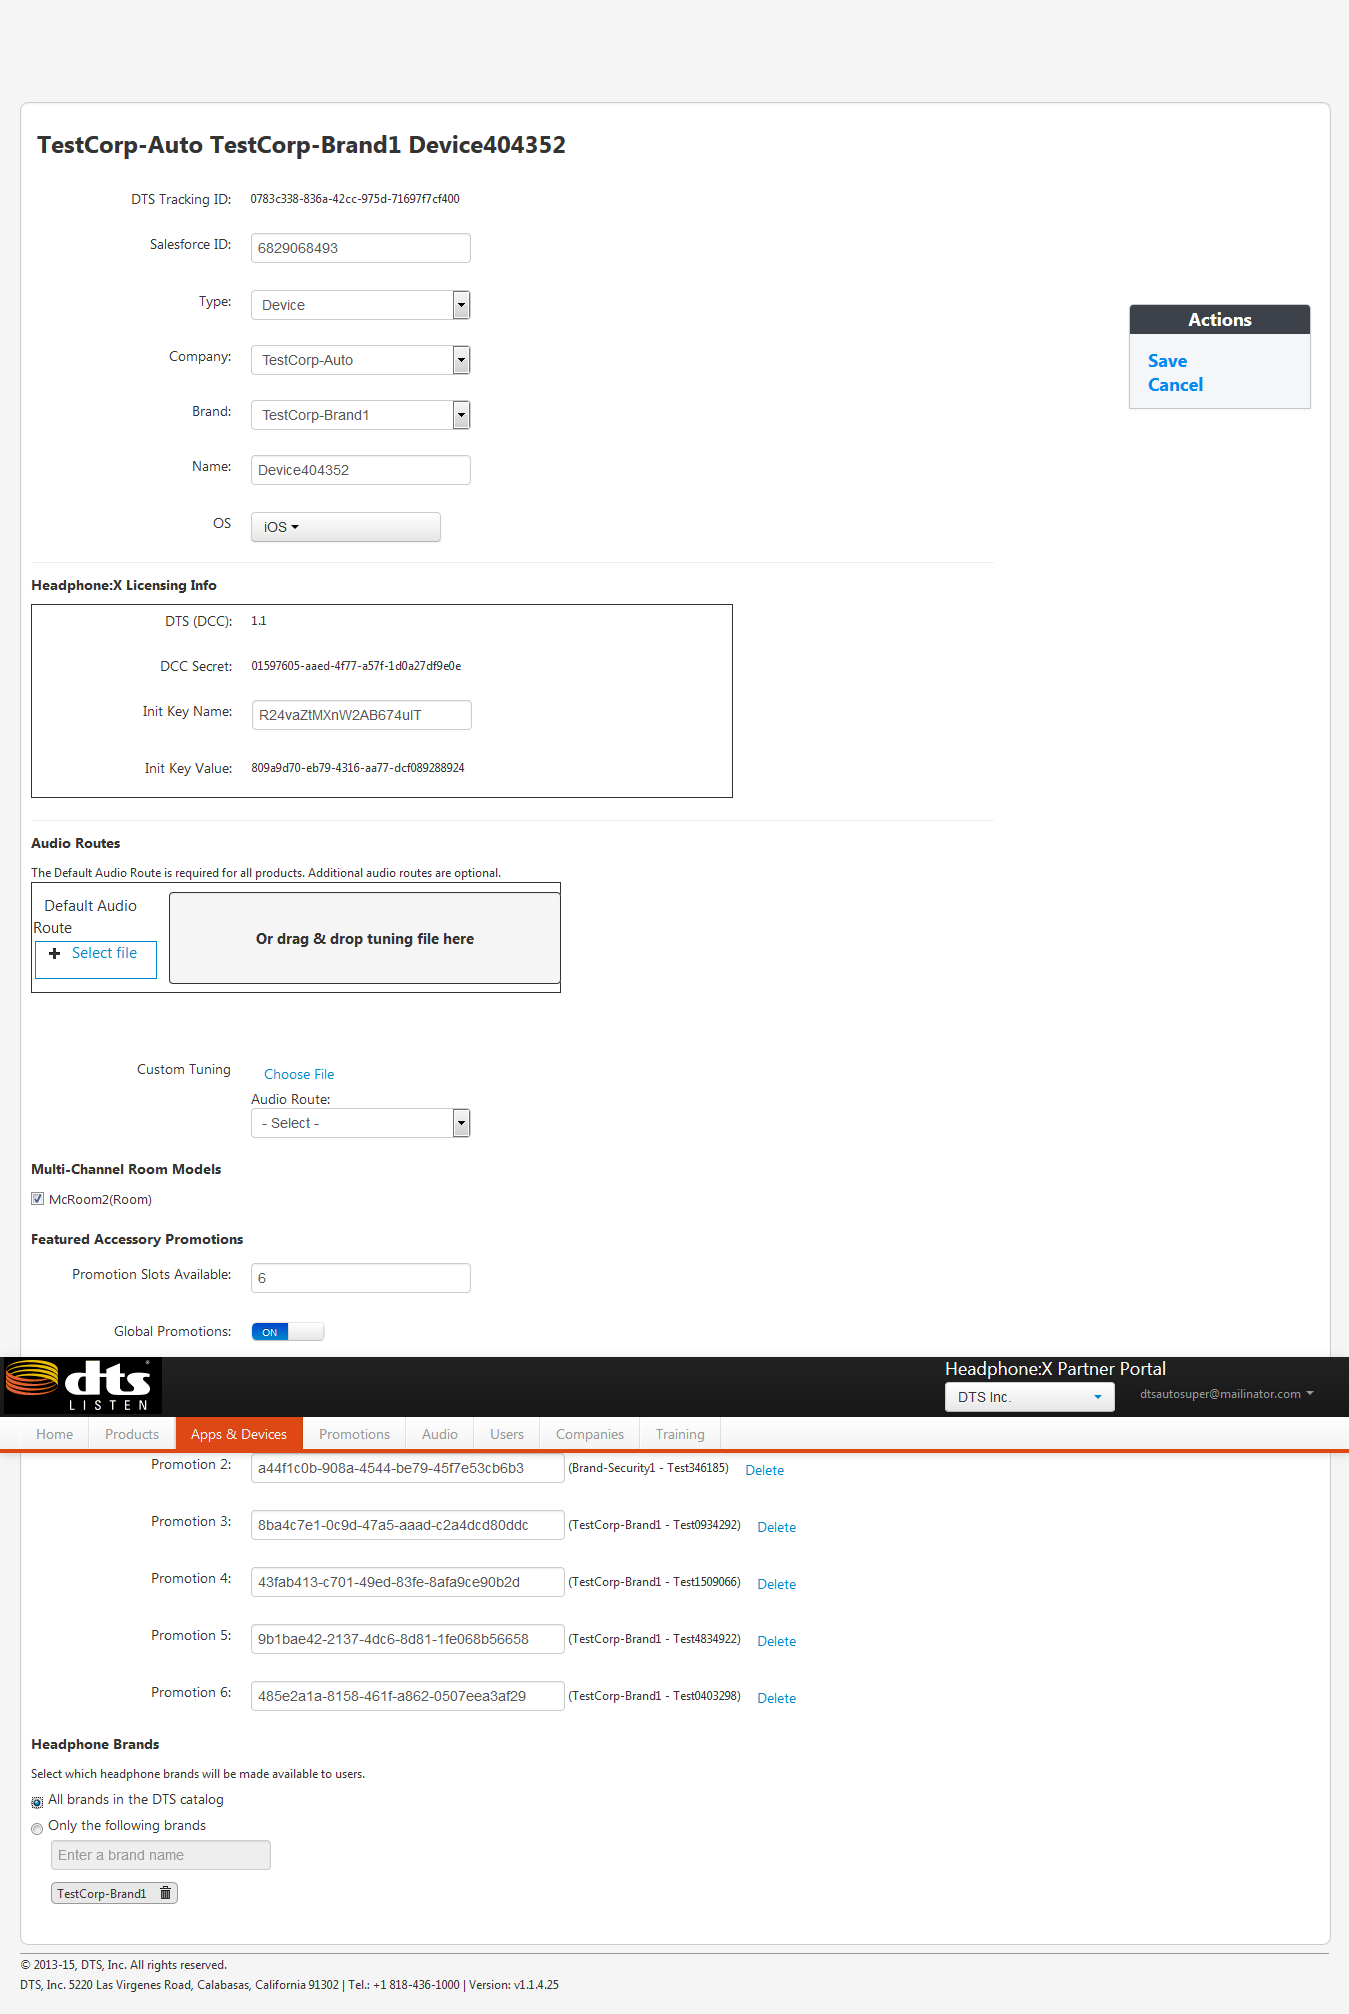 TestCorp-Auto TestCorp-Brand1 Device404352
DTS Tracking ID: 0783c338-836a-42cc-975d-71697f7cf400
Salesforce ID: 6829068493
Type: Device
Company: TestCorp-Auto
Brand: TestCorp-Brand1
Name: Device404352
OS iOS
Actions
Save
Cancel
Headphone:X Licensing Info
DTS (DCC): 1.1
DCC Secret: 01597605-aaed-4f77-a57f-1d0a27df9e0e
Init Key Name: R24vaZtMXnW2AB674uIT
Init Key Value: 809a9d70-eb79-4316-aa77-dcf089288924
Audio Routes
The Default Audio Route is required for all products. Additional audio routes are optional.
Default Audio
Route
Select file
Or drag & drop tuning file here
Custom Tuning Choose File
Audio Route:
- Select -
Multi-Channel Room Models
McRoom2(Room)
Featured Accessory Promotions
Promotion Slots Available: 6
Global Promotions: ON
dts
LISTEN
Headphone:X Partner Portal
DTS Inc. dtsautosuper@mailinator.com
Home Products Apps & Devices Promotions Audio Users Companies Training
Promotion 2: a44f1c0b-908a-4544-be79-45f7e53cb6b3 (Brand-Security1 - Test346185) Delete
Promotion 3: 8ba4c7e1-0c9d-47a5-aaad-c2a4dcd80ddc (TestCorp-Brand1 - Test0934292) Delete
Promotion 4: 43fab413-c701-49ed-83fe-8afa9ce90b2d (TestCorp-Brand1 - Test1509066) Delete
Promotion 5: 9b1bae42-2137-4dc6-8d81-1fe068b56658 (TestCorp-Brand1 - Test4834922) Delete
Promotion 6: 485e2a1a-8158-461f-a862-0507eea3af29 (TestCorp-Brand1 - Test0403298) Delete
Headphone Brands
Select which headphone brands will be made available to users.
All brands in the DTS catalog
Only the following brands
Enter a brand name
TestCorp-Brand1
© 2013-15, DTS, Inc. All rights reserved.
DTS, Inc. 5220 Las Virgenes Road, Calabasas, California 91302 | Tel.: +1 818-436-1000 | Version: v1.1.4.25